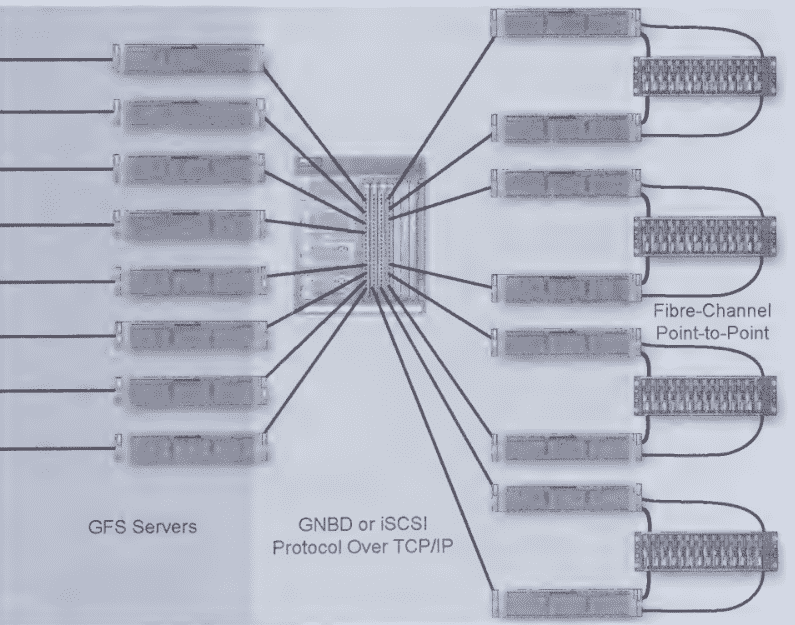 Fibre-Channel
Point-to-Point
GFS Servers
GNBD or iSCSI
Protocol Over TCP/IP